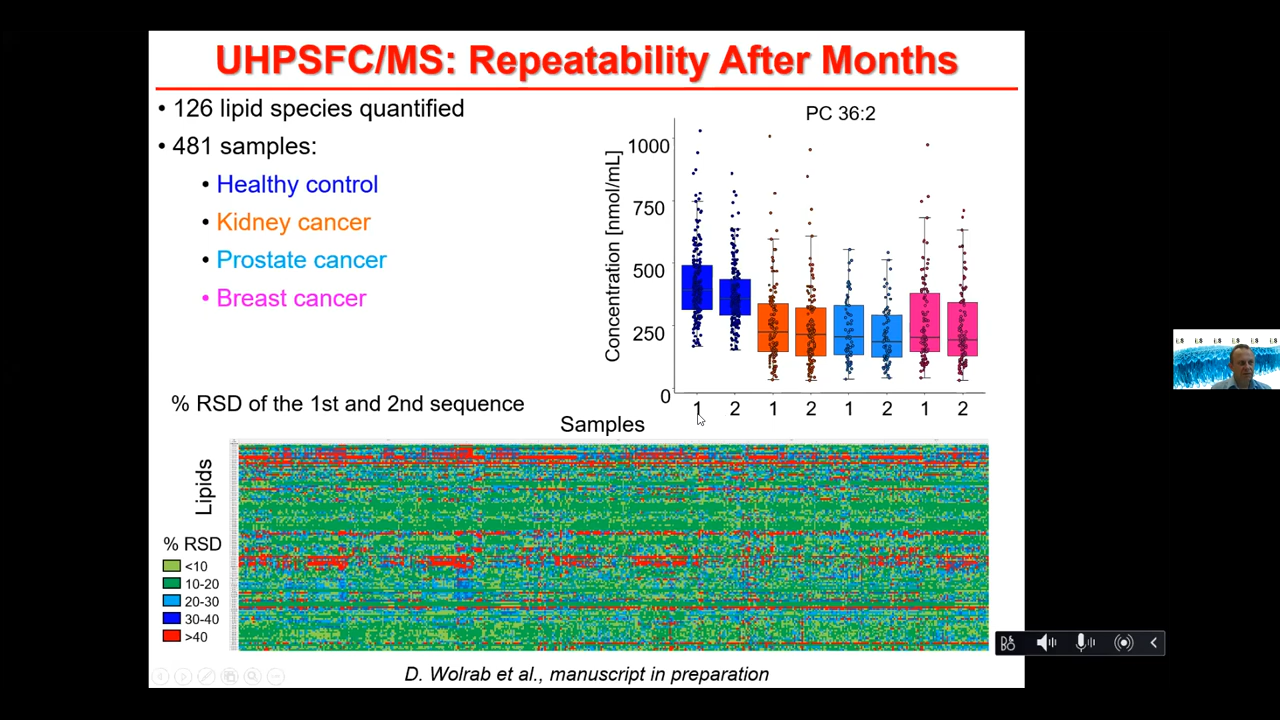 UHPSFC/MS: Repeatability After Months
• 126 lipid species quantified
• 481 samples:
• Healthy control
• Kidney cancer
• Prostate cancer
• Breast cancer
PC 36:2
Concentration [nmol/mL]
1000
750
500
250
0
1 2 1 2 1 2 1 2
% RSD of the 1st and 2nd sequence
Samples
Lipids
% RSD
<10
10-20
20-30
30-40
>40
D. Wolrab et al., manuscript in preparation